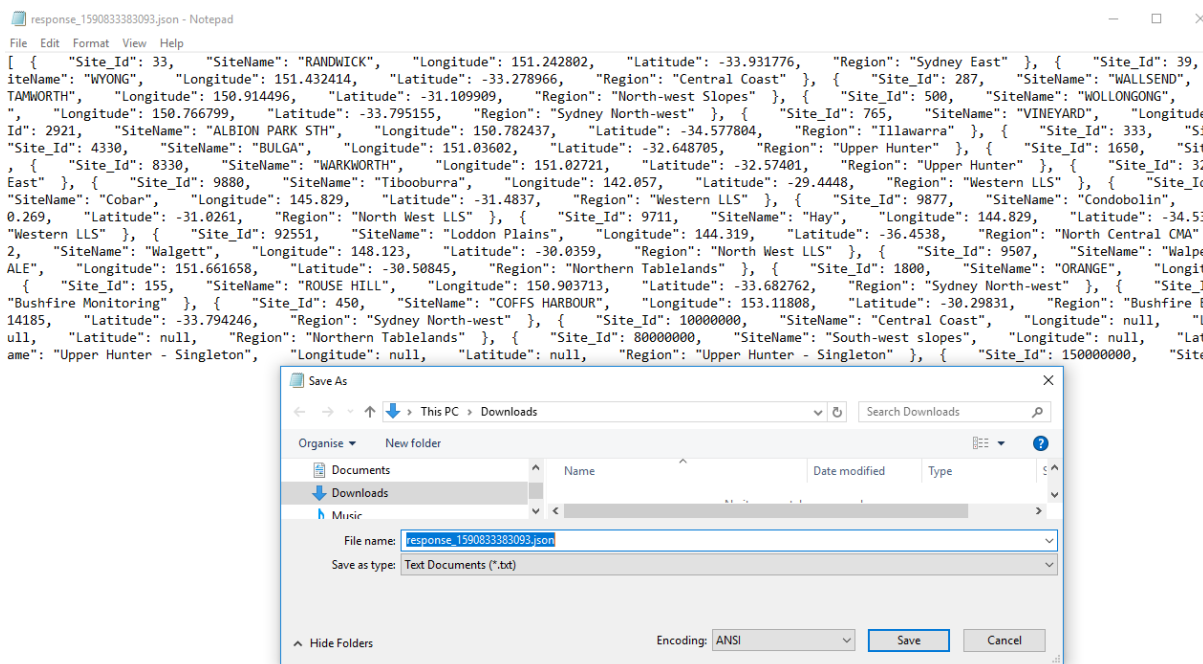 response_1590833383093.json - Notepad
File Edit Format View Help
[ { "Site_Id": 33, "SiteName": "RANDWICK", "Longitude": 151.242802, "Latitude": -33.931776, "Region": "Sydney East" }, { "Site_Id": 39,
iteName": "WYONG", "Longitude": 151.432414, "Latitude": -33.278966, "Region": "Central Coast" }, { "Site_Id": 287, "SiteName": "WALLSEND",
TAMWORTH", "Longitude": 150.914496, "Latitude": -31.109909, "Region": "North-west Slopes" }, { "Site_Id": 500, "SiteName": "WOLLONGONG",
", "Longitude": 150.766799, "Latitude": -33.795155, "Region": "Sydney North-west" }, { "Site_Id": 765, "SiteName": "VINEYARD", "Longitude
Id": 2921, "SiteName": "ALBION PARK STH", "Longitude": 150.782437, "Latitude": -34.577804, "Region": "Illawarra" }, { "Site_Id": 333, "Si
"Site_Id": 4330, "SiteName": "BULGA", "Longitude": 151.03602, "Latitude": -32.648705, "Region": "Upper Hunter" }, { "Site_Id": 1650, "Sit
, { "Site_Id": 8330, "SiteName": "WARKWORTH", "Longitude": 151.02721, "Latitude": -32.57401, "Region": "Upper Hunter" }, { "Site_Id": 32
East" }, { "Site_Id": 9880, "SiteName": "Tibooburra", "Longitude": 142.057, "Latitude": -29.4448, "Region": "Western LLS" }, { "Site_Id
"SiteName": "Cobar", "Longitude": 145.829, "Latitude": -31.4837, "Region": "Western LLS" }, { "Site_Id": 9877, "SiteName": "Condobolin",
0.269, "Latitude": -31.0261, "Region": "North West LLS" }, { "Site_Id": 9711, "SiteName": "Hay", "Longitude": 144.829, "Latitude": -34.53
"Western LLS" }, { "Site_Id": 92551, "SiteName": "Loddon Plains", "Longitude": 144.319, "Latitude": -36.4538, "Region": "North Central CMA"
2, "SiteName": "Walgett", "Longitude": 148.123, "Latitude": -30.0359, "Region": "North West LLS" }, { "Site_Id": 9507, "SiteName": "Walpe
ALE", "Longitude": 151.661658, "Latitude": -30.50845, "Region": "Northern Tablelands" }, { "Site_Id": 1800, "SiteName": "ORANGE", "Longit
{ "Site_Id": 155, "SiteName": "ROUSE HILL", "Longitude": 150.903713, "Latitude": -33.682762, "Region": "Sydney North-west" }, { "Site_I
"Bushfire Monitoring" }, { "Site_Id": 450, "SiteName": "COFFS HARBOUR", "Longitude": 153.11808, "Latitude": -30.29831, "Region": "Bushfire E
14185, "Latitude": -33.794246, "Region": "Sydney North-west" }, { "Site_Id": 10000000, "SiteName": "Central Coast", "Longitude": null, "L
ull, "Latitude": null, "Region": "Northern Tablelands" }, { "Site_Id": 80000000, "SiteName": "South-west slopes", "Longitude": null, "Lat
ame": "Upper Hunter - Singleton", "Longitude": null, "Latitude": null, "Region": "Upper Hunter - Singleton" }, { "Site_Id": 150000000, "Site
Save As
This PC > Downloads
Search Downloads
Organise
New folder
Documents
Name
Date modified
Type
Downloads
Music
File name: response_1590833383093.json
Save as type: Text Documents (*.txt)
Hide Folders
Encoding: ANSI
Save
Cancel